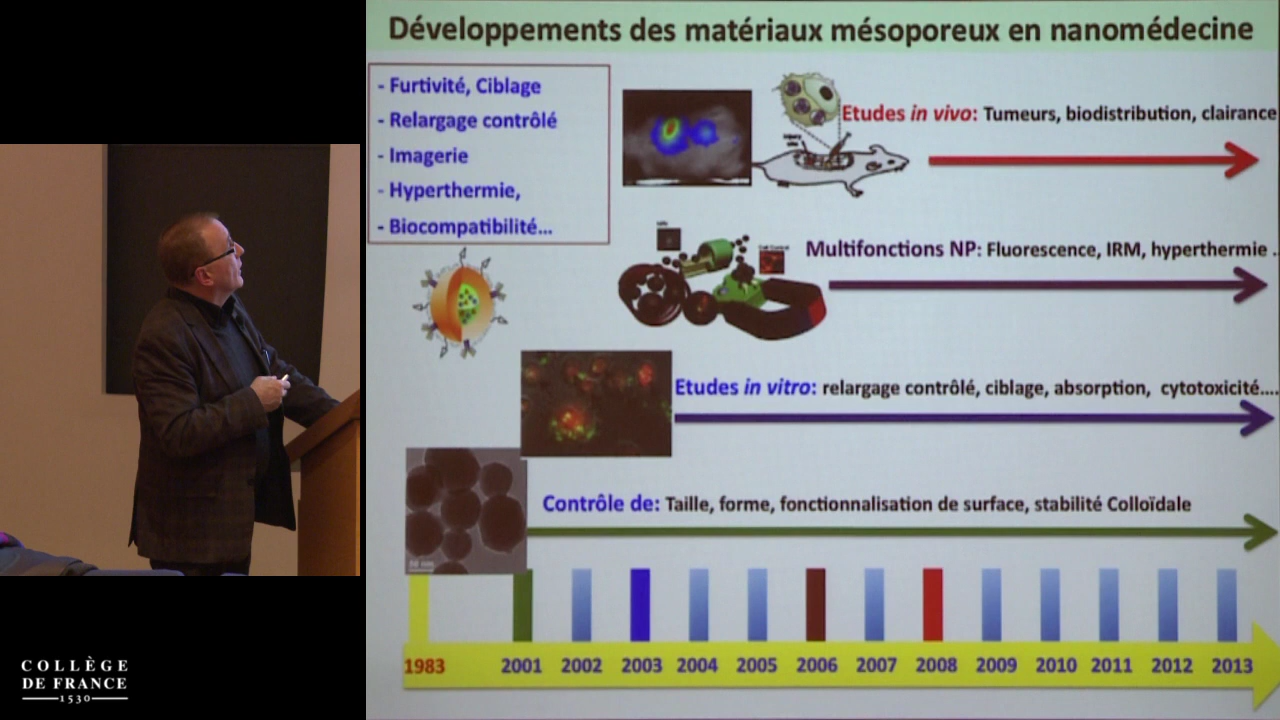 Développements des matériaux mésoporeux en nanomédecine
- Furtivité, Ciblage
- Relargage contrôlé
- Imagerie
- Hyperthermie,
- Biocompatibilité...
Etudes in vivo: Tumeurs, biodistribution, clairance
Multifonctions NP: Fluorescence, IRM, hyperthermie .
Etudes in vitro: relargage contrôlé, ciblage, absorption, cytotoxicité....
Contrôle de: Taille, forme, fonctionnalisation de surface, stabilité Colloïdale
1983 2001 2002 2003 2004 2005 2006 2007 2008 2009 2010 2011 2012 2013
COLLÈGE
DE FRANCE
1530